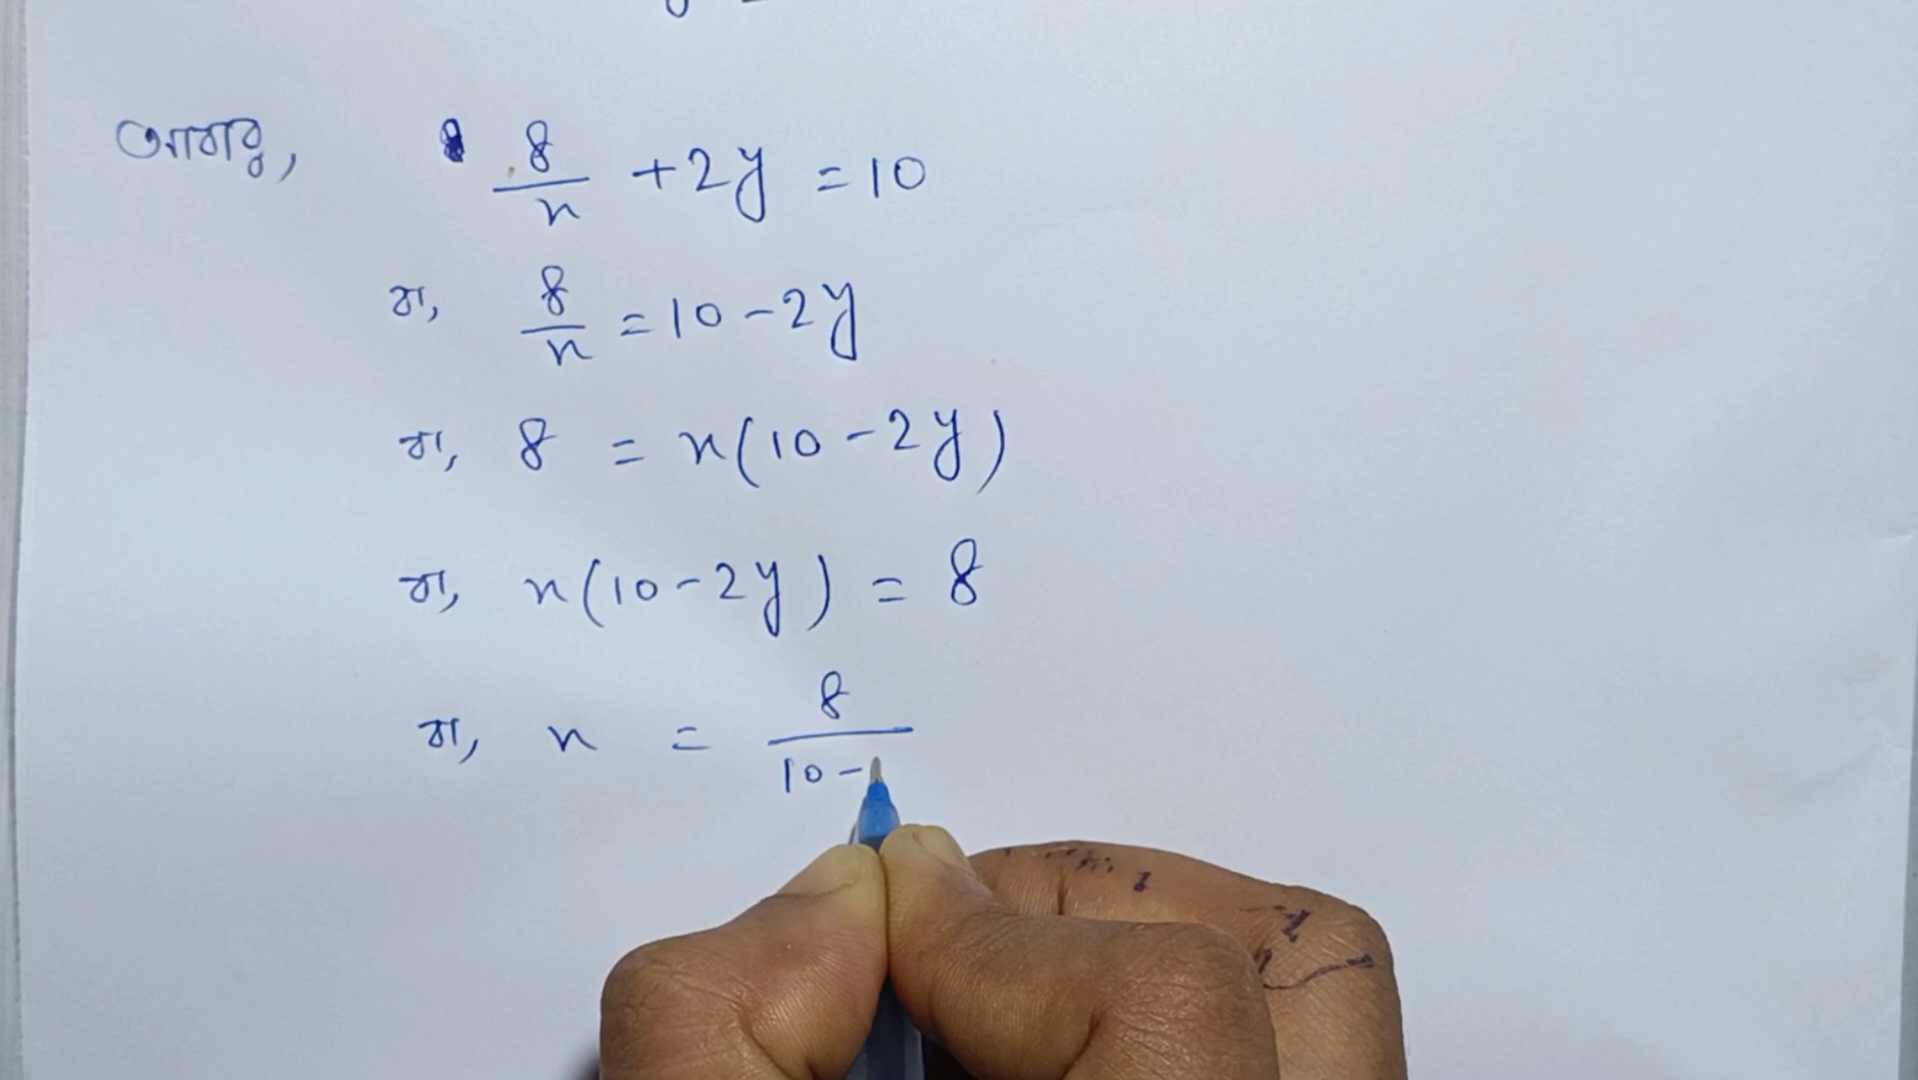 আবার, 8/x + 2y = 10
বা, 8/x = 10 - 2y
বা, 8 = x(10 - 2y)
বা, x(10 - 2y) = 8
বা, x = 8/10 -